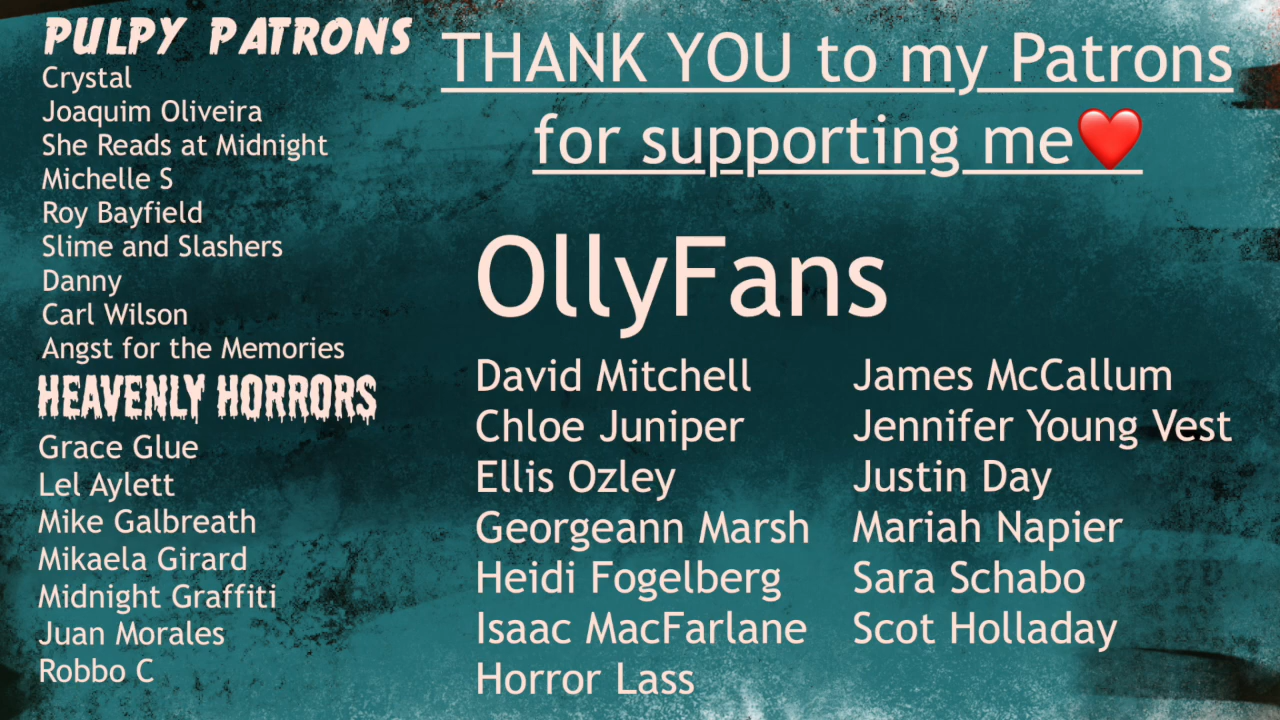 PULPY PATRONS
Crystal
Joaquim Oliveira
She Reads at Midnight
Michelle S
Roy Bayfield
Slime and Slashers
Danny
Carl Wilson
Angst for the Memories
HEAVENLY HORRORS
Grace Glue
Lel Aylett
Mike Galbreath
Mikaela Girard
Midnight Graffiti
Juan Morales
Robbo C
THANK YOU to my Patrons
for supporting me❤️
OllyFans
David Mitchell
Chloe Juniper
Ellis Ozley
Georgeann Marsh
Heidi Fogelberg
Isaac MacFarlane
Horror Lass
James McCallum
Jennifer Young Vest
Justin Day
Mariah Napier
Sara Schabo
Scot Holladay